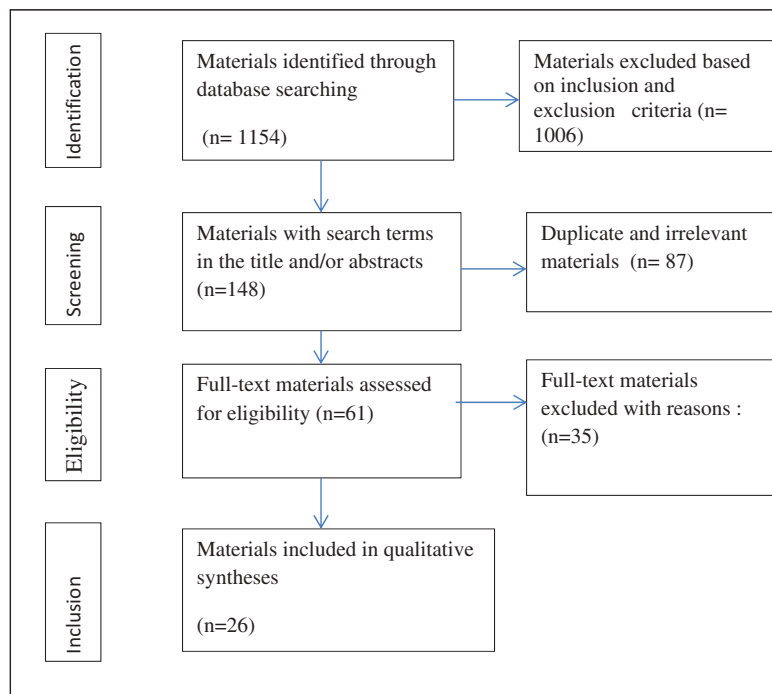 Identification
Materials identified through
database searching
(n= 1154)
Materials excluded based
on inclusion and
exclusion criteria (n=
1006)
Screening
Materials with search terms
in the title and/or abstracts
(n=148)
Duplicate and irrelevant
materials (n= 87)
Eligibility
Full-text materials assessed
for eligibility (n=61)
Full-text materials
excluded with reasons :
(n=35)
Inclusion
Materials included in qualitative
syntheses
(n=26)